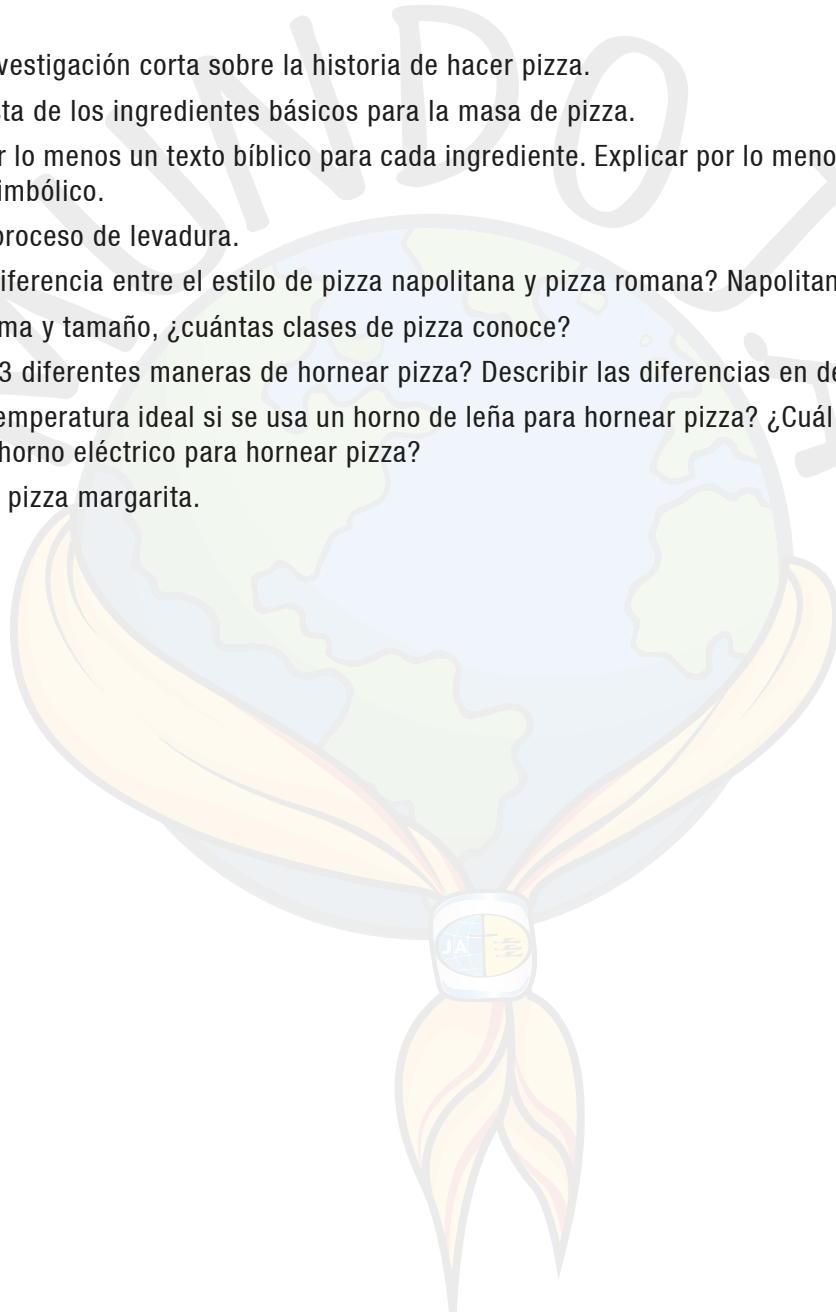 MUNDO J
vestigación corta sobre la historia de hacer pizza.
sta de los ingredientes básicos para la masa de pizza.
r lo menos un texto bíblico para cada ingrediente. Explicar por lo meno
imbólico.
proceso de levadura.
iferencia entre el estilo de pizza napolitana y pizza romana? Napolitan
ma y tamaño, ¿cuántas clases de pizza conoce?
3 diferentes maneras de hornear pizza? Describir las diferencias en de
emperatura ideal si se usa un horno de leña para hornear pizza? ¿Cuál
horno eléctrico para hornear pizza?
pizza margarita.
JA